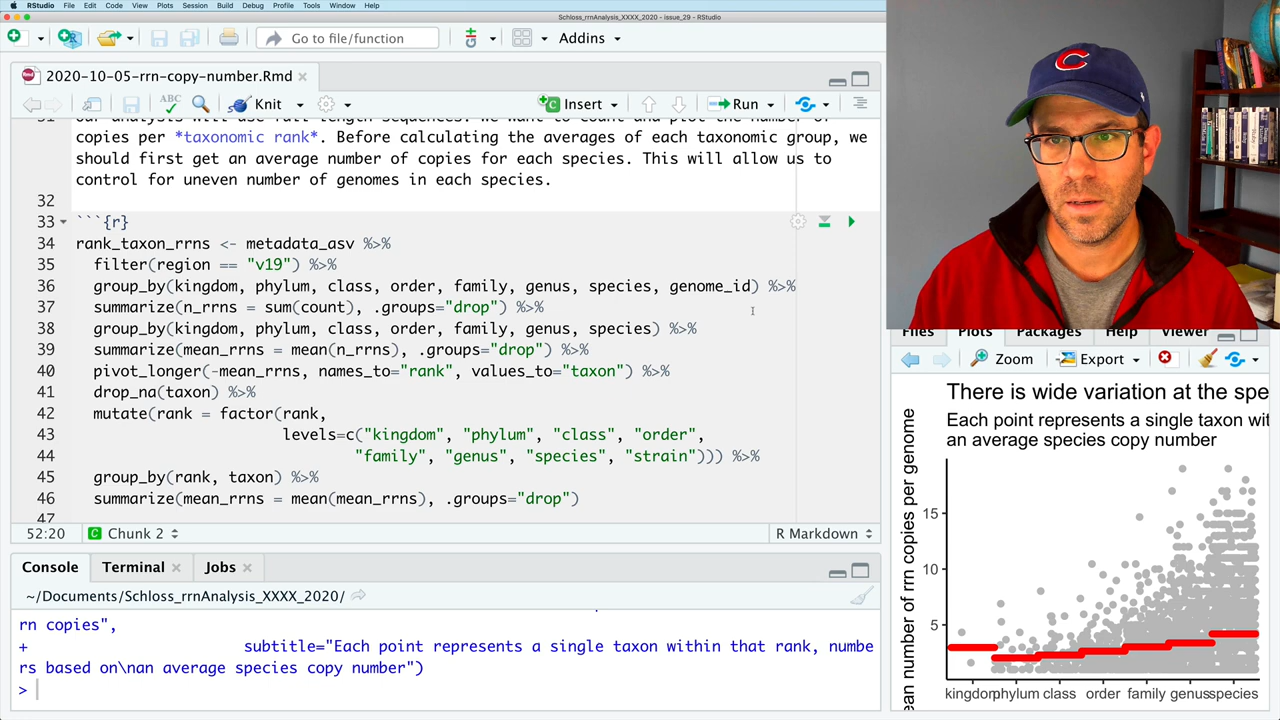 RStudio File Edit Code View Plots Session Build Debug Profile Tools Window Help
Schloss_rrnAnalysis_XXXX_2020 - issue_29 - RStudio
Go to file/function Addins
2020-10-05-rrn-copy-number.Rmd
ABC Knit Insert Run
copies per *taxonomic rank*. Before calculating the averages of each taxonomic group, we
should first get an average number of copies for each species. This will allow us to
control for uneven number of genomes in each species.
32
33 ```{r}
34 rank_taxon_rrns <- metadata_asv %>%
35 filter(region == "v19") %>%
36 group_by(kingdom, phylum, class, order, family, genus, species, genome_id) %>%
37 summarize(n_rrns = sum(count), .groups="drop") %>%
38 group_by(kingdom, phylum, class, order, family, genus, species) %>%
39 summarize(mean_rrns = mean(n_rrns), .groups="drop") %>%
40 pivot_longer(-mean_rrns, names_to="rank", values_to="taxon") %>%
41 drop_na(taxon) %>%
42 mutate(rank = factor(rank,
43 levels=c("kingdom", "phylum", "class", "order",
44 "family", "genus", "species", "strain"))) %>%
45 group_by(rank, taxon) %>%
46 summarize(mean_rrns = mean(mean_rrns), .groups="drop")
47
52:20 Chunk 2 R Markdown
Console Terminal Jobs
~/Documents/Schloss_rrnAnalysis_XXXX_2020/
rn copies",
+ subtitle="Each point represents a single taxon within that rank, numbe
rs based on\nan average species copy number")
>
C
Files Plots Packages Help Viewer
Zoom Export
There is wide variation at the spe
Each point represents a single taxon wit
an average species copy number
ean number of rrn copies per genome
15
10
5
kingdom phylum class order family genus species